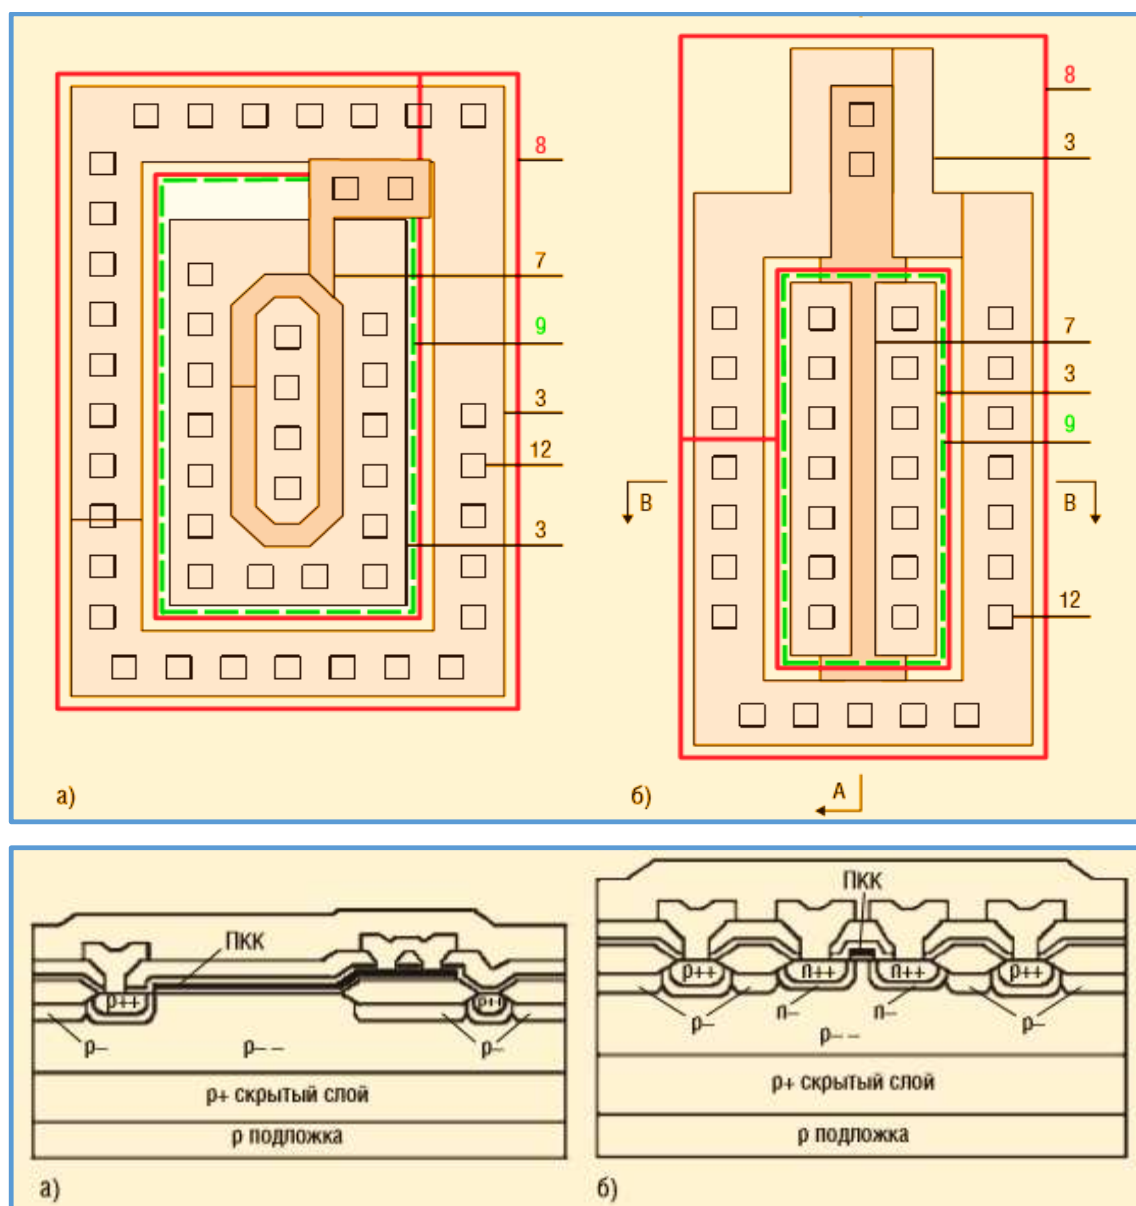 8
7
9
3
12
3
а)
8
3
7
3
9
В
В
12
А
б)
ПКК
p++
p++
p–
p– –
p–
p+ скрытый слой
p подложка
а)
ПКК
p++
n++
n++
p++
p–
n–
n–
p–
p– –
p+ скрытый слой
p подложка
б)